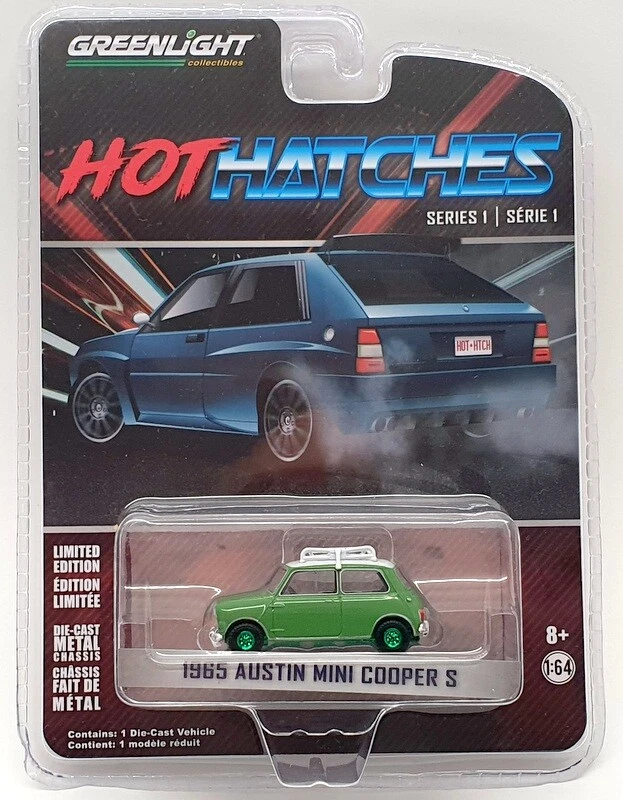 GREENLIGHT
collectibles
HOT HATCHES
SERIES 1 | SÉRIE 1
HOT•HTCH
LIMITED
EDITION
ÉDITION
LIMITÉE
DIE-CAST
METAL
CHASSIS
CHÂSSIS
FAIT DE
MÉTAL
1965 AUSTIN MINI COOPER S
8+
1:64
Contains: 1 Die-Cast Vehicle
Contient: 1 modèle réduit